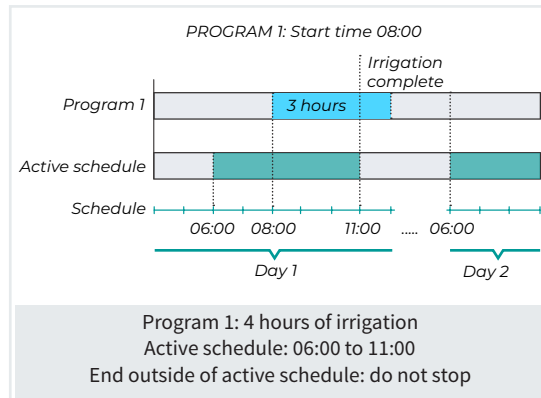 PROGRAM 1: Start time 08:00
Irrigation
complete
Program 1
3 hours
Active schedule
Schedule
06:00 08:00 11:00 ..... 06:00
Day 1 Day 2
Program 1: 4 hours of irrigation
Active schedule: 06:00 to 11:00
End outside of active schedule: do not stop